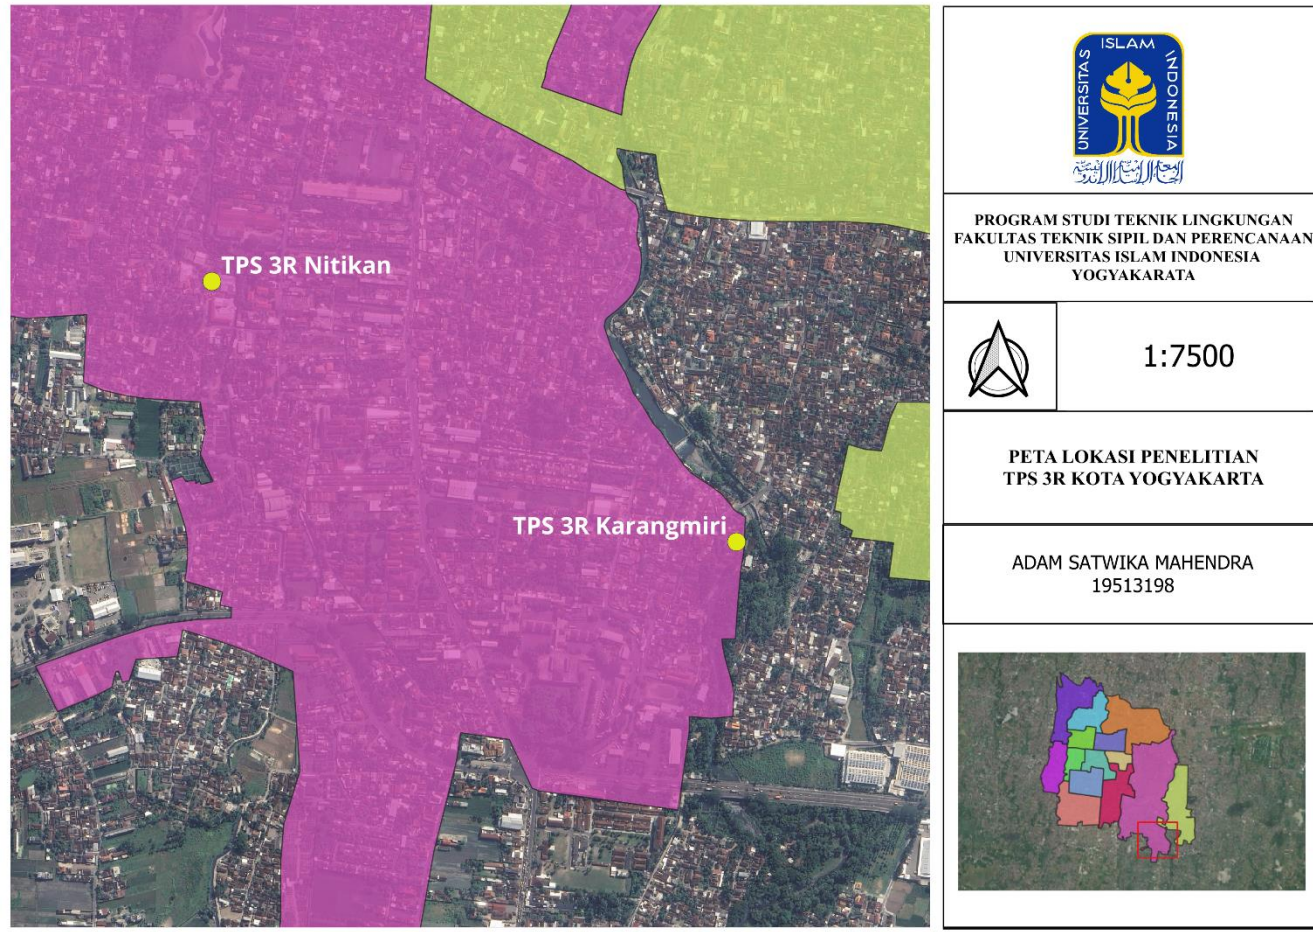 TPS 3R Nitikan
TPS 3R Karangmiri
UNIVERSITAS ISLAM INDONESIA
PROGRAM STUDI TEKNIK LINGKUNGAN
FAKULTAS TEKNIK SIPIL DAN PERENCANAAN
UNIVERSITAS ISLAM INDONESIA
YOGYAKARATA
1:7500
PETA LOKASI PENELITIAN
TPS 3R KOTA YOGYAKARTA
ADAM SATWIKA MAHENDRA
19513198